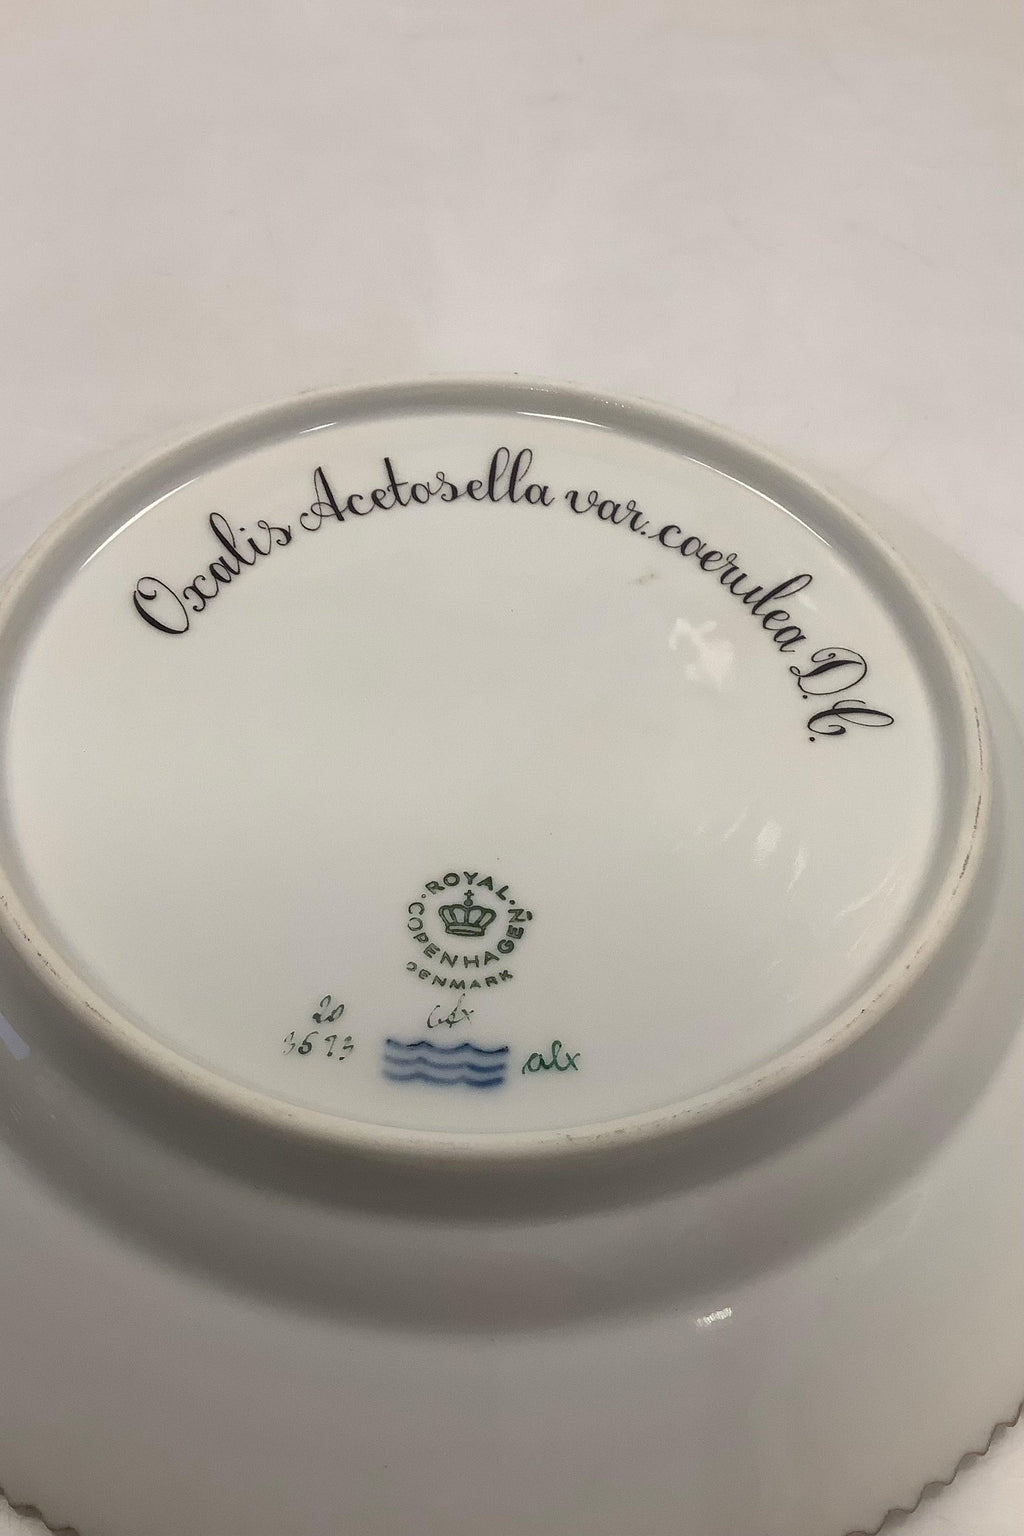 Oxalis Acetosella var. coerulea D.C.
ROYAL. COPENHAGEN
DENMARK
20
3573
alx